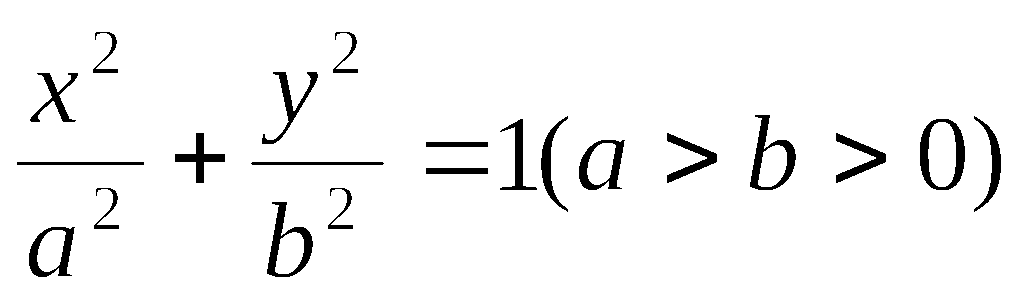 x²/a² + y²/b² = 1(a > b > 0)